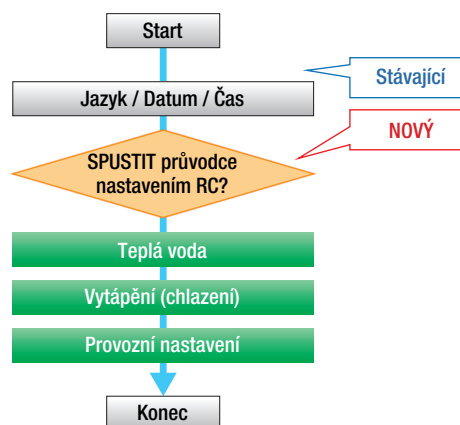 Start
Stávající
Jazyk / Datum / Čas
NOVÝ
SPUSTIT průvodce
nastavením RC?
Teplá voda
Vytápění (chlazení)
Provozní nastavení
Konec